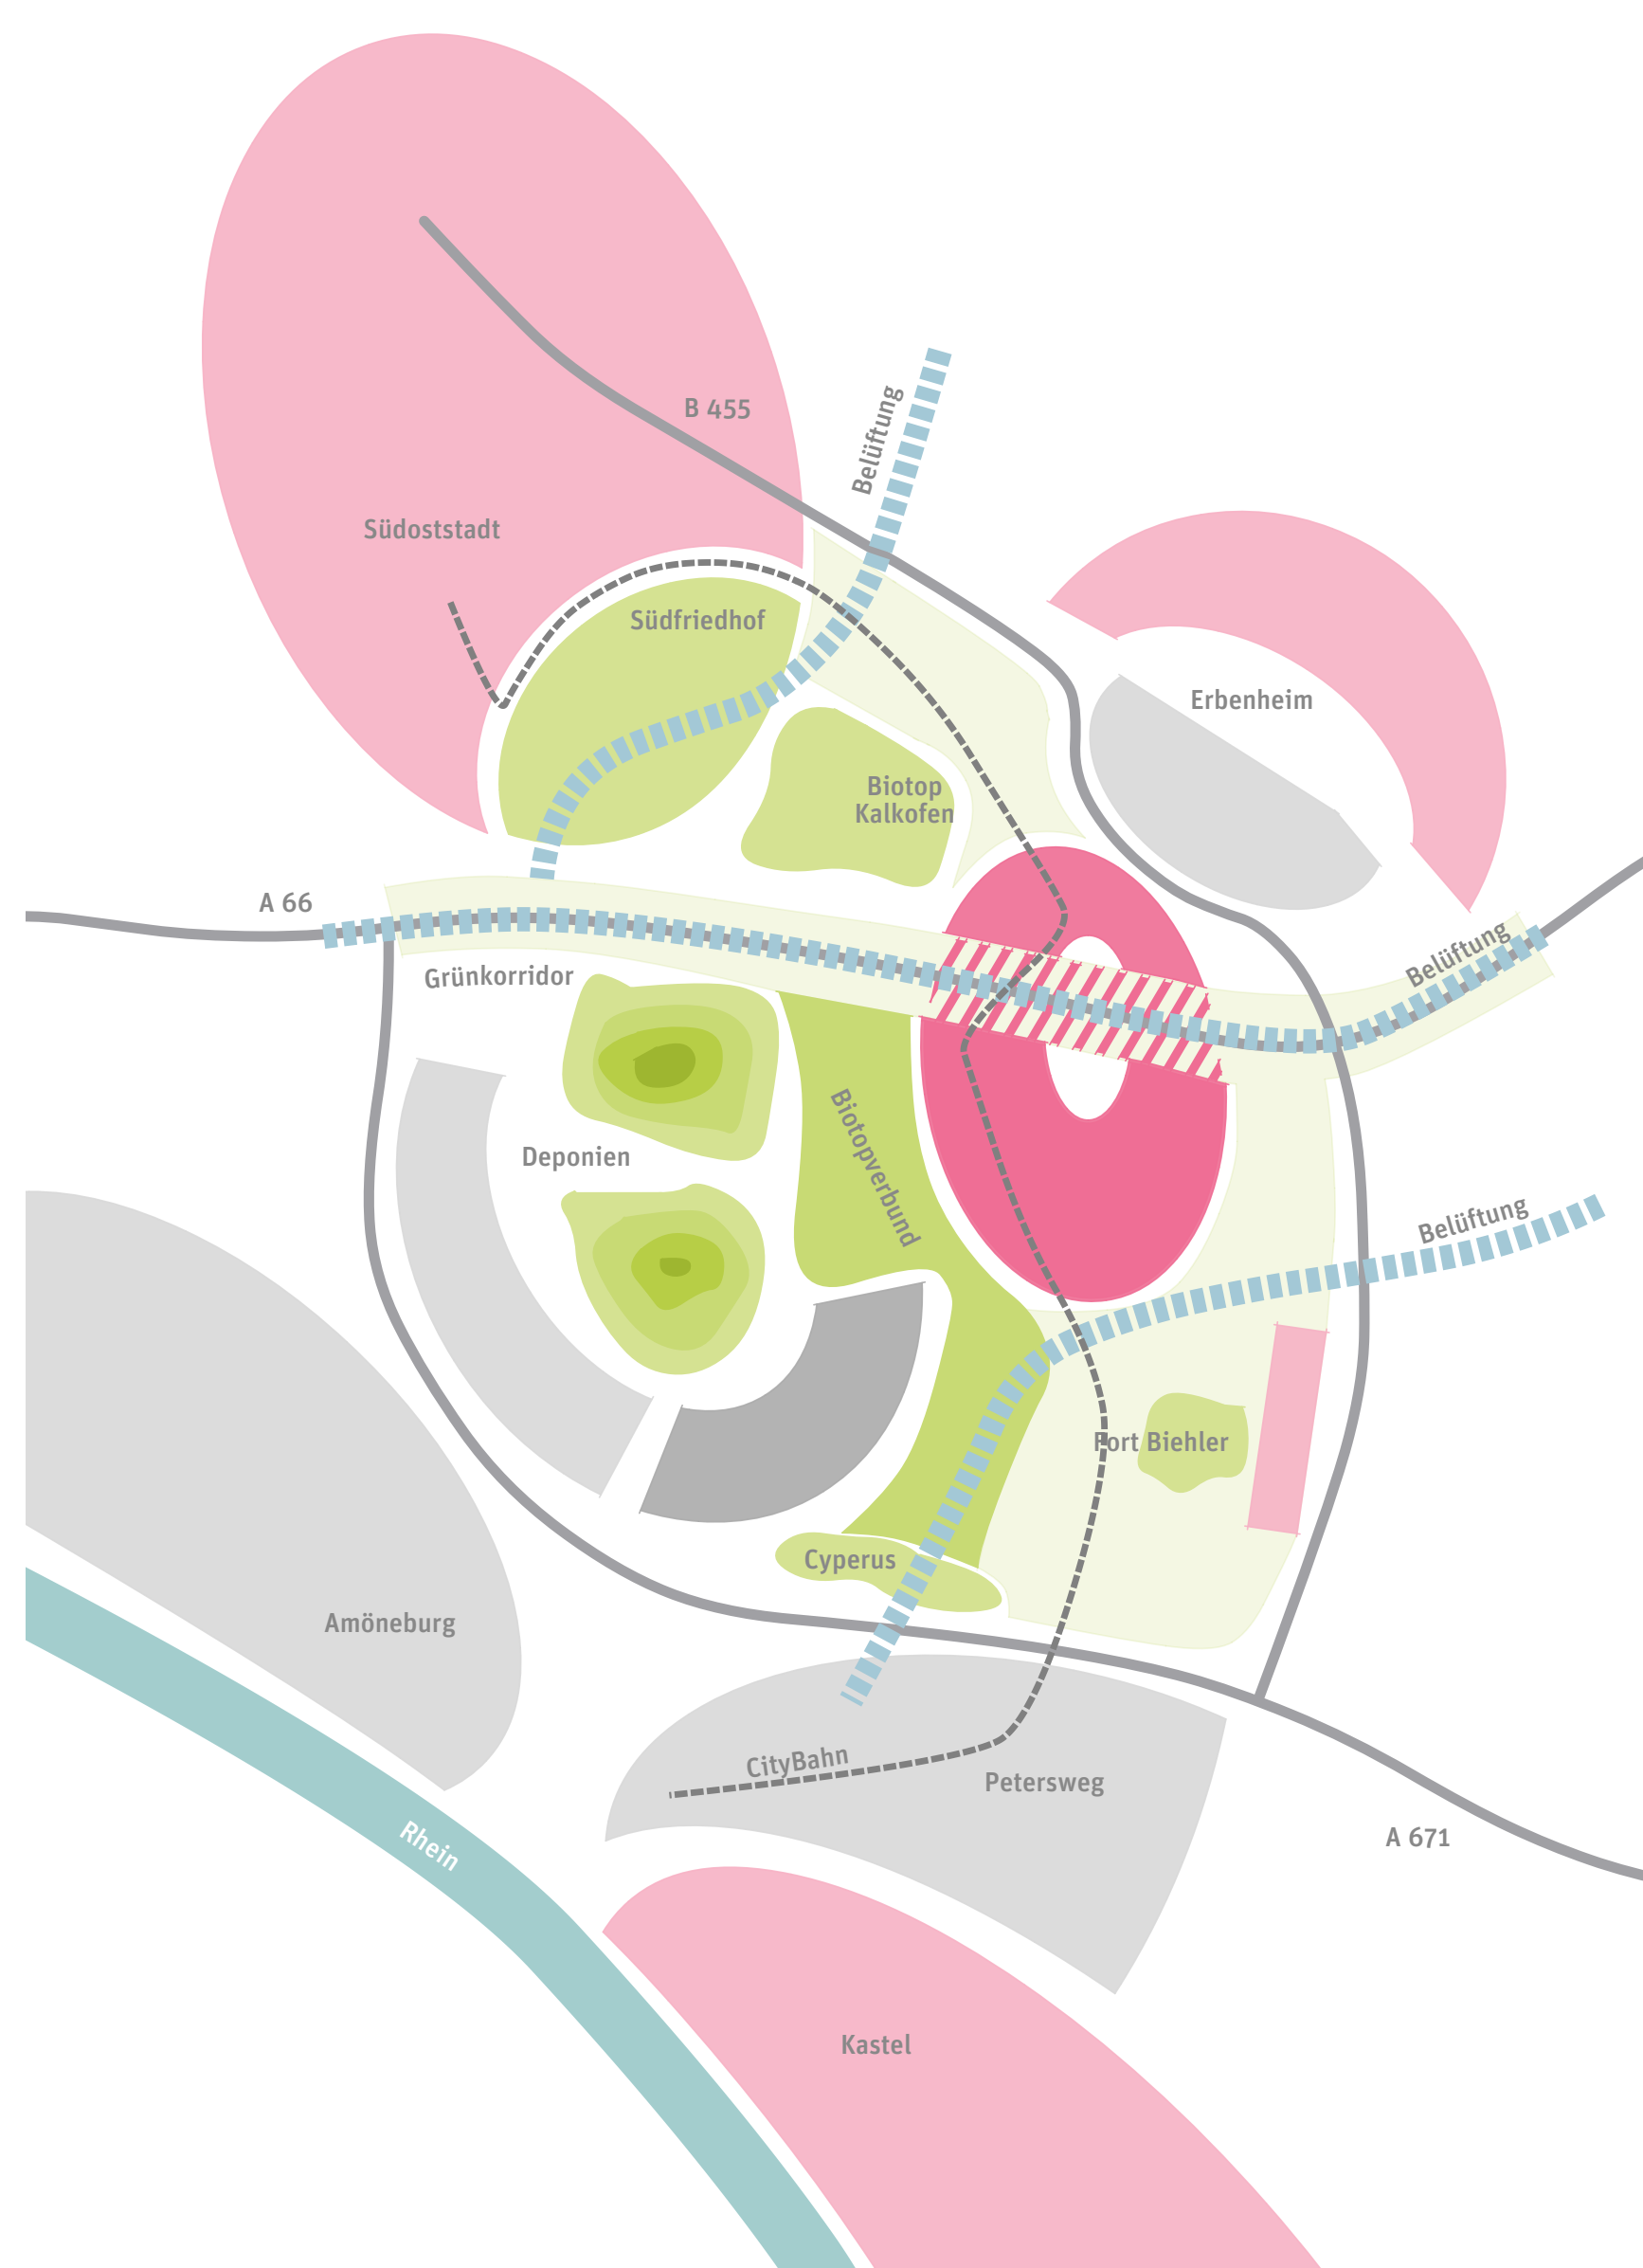 B 455
Belüftung
Südoststadt
Südfriedhof
Erbenheim
Biotop
Kalkofen
A 66
Belüftung
Grünkorridor
Deponien
Biotopverbund
Belüftung
Fort Biehler
Cyperus
Amöneburg
CityBahn
Petersweg
A 671
Rhein
Kastel